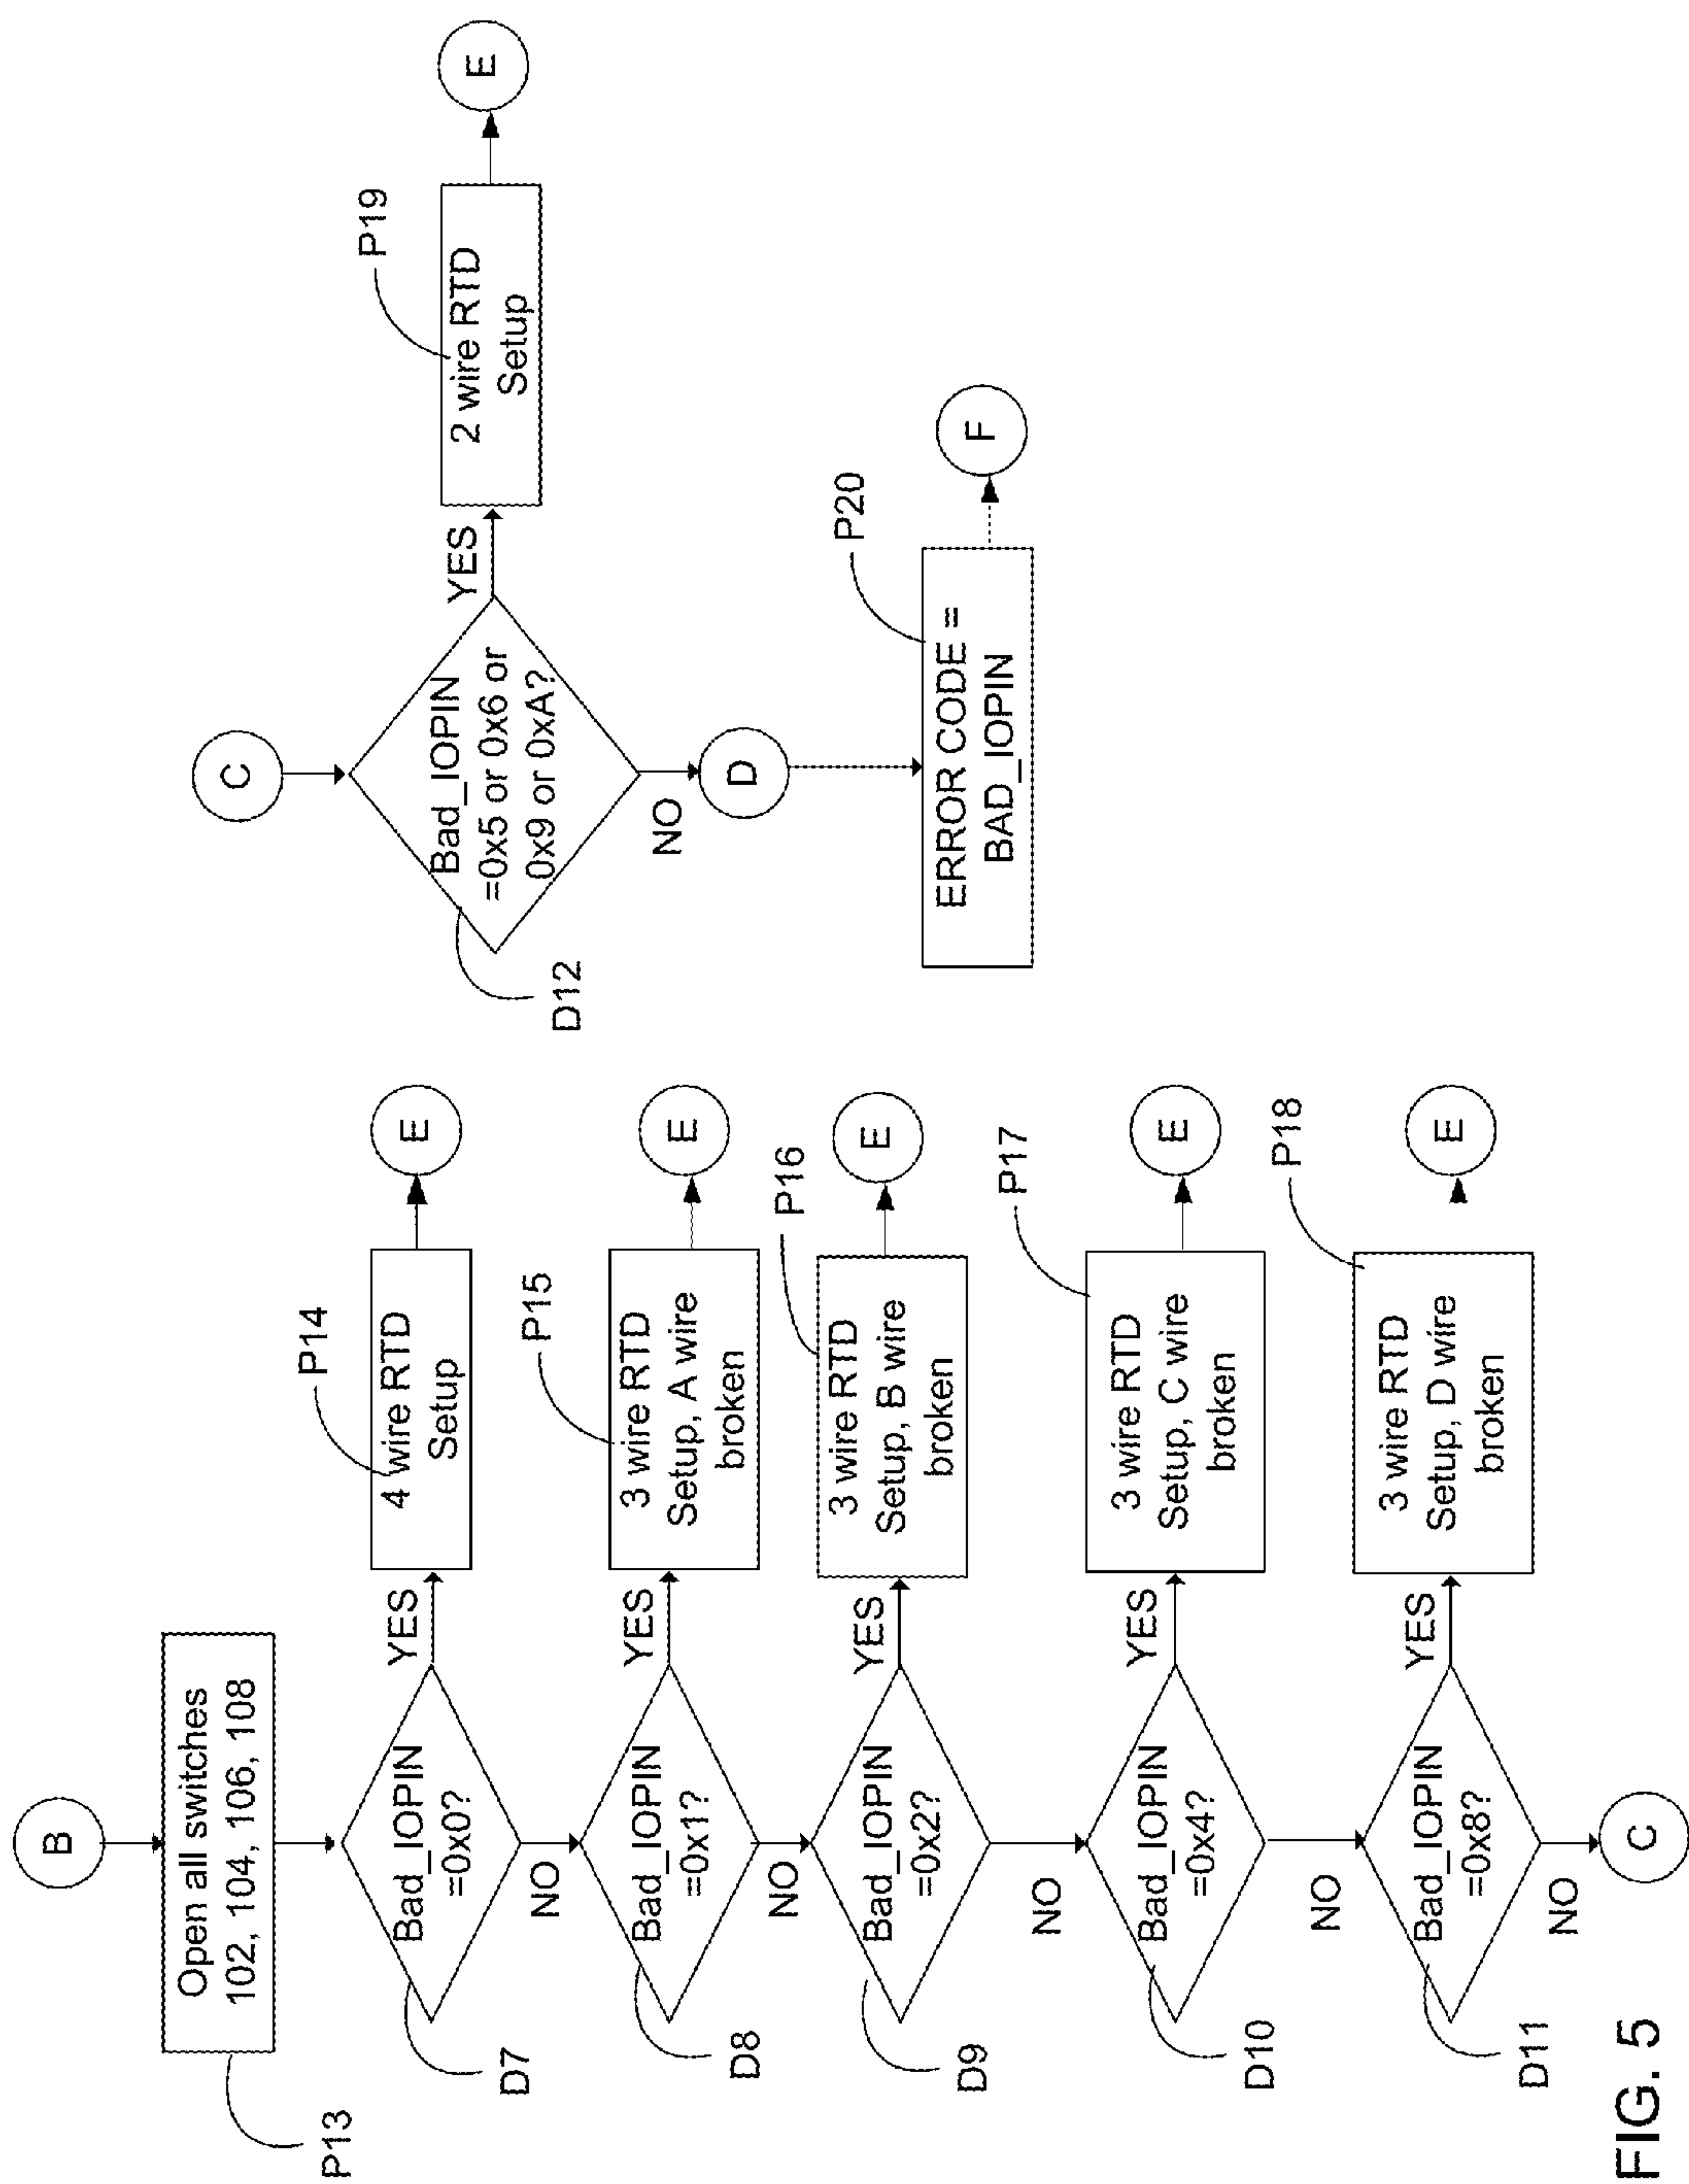 B
Open all switches
102, 104, 106, 108
P13
Bad_IOPIN
=0x0?
D7
YES
4 wire RTD
Setup
P14
E
NO
Bad_IOPIN
=0x1?
D8
YES
3 wire RTD
Setup, A wire
broken
P15
E
NO
Bad_IOPIN
=0x2?
D9
YES
3 wire RTD
Setup, B wire
broken
P16
E
NO
Bad_IOPIN
=0x4?
D10
YES
3 wire RTD
Setup, C wire
broken
P17
E
NO
Bad_IOPIN
=0x8?
D11
YES
3 wire RTD
Setup, D wire
broken
P18
E
NO
C
C
Bad_IOPIN
=0x5 or 0x6 or
0x9 or 0xA?
D12
YES
2 wire RTD
Setup
P19
E
NO
D
ERROR CODE =
BAD_IOPIN
P20
F
FIG. 5